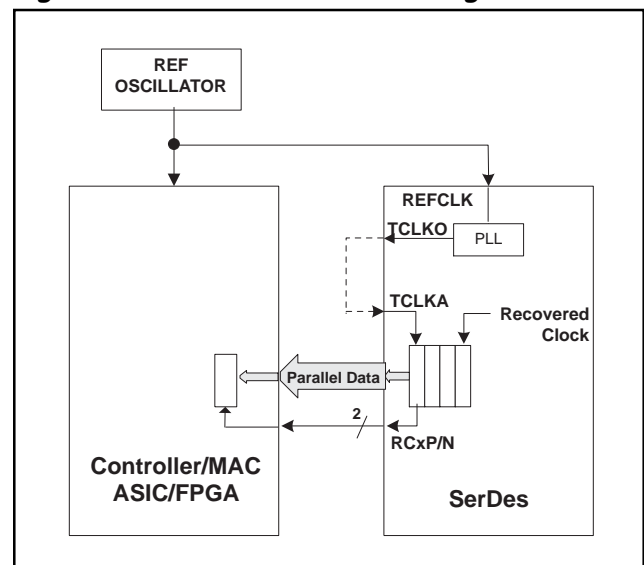 REF
OSCILLATOR
REFCLK
TCLKO
PLL
TCLKA
Recovered
Clock
Parallel Data
2
RCxP/N
Controller/MAC
ASIC/FPGA
SerDes